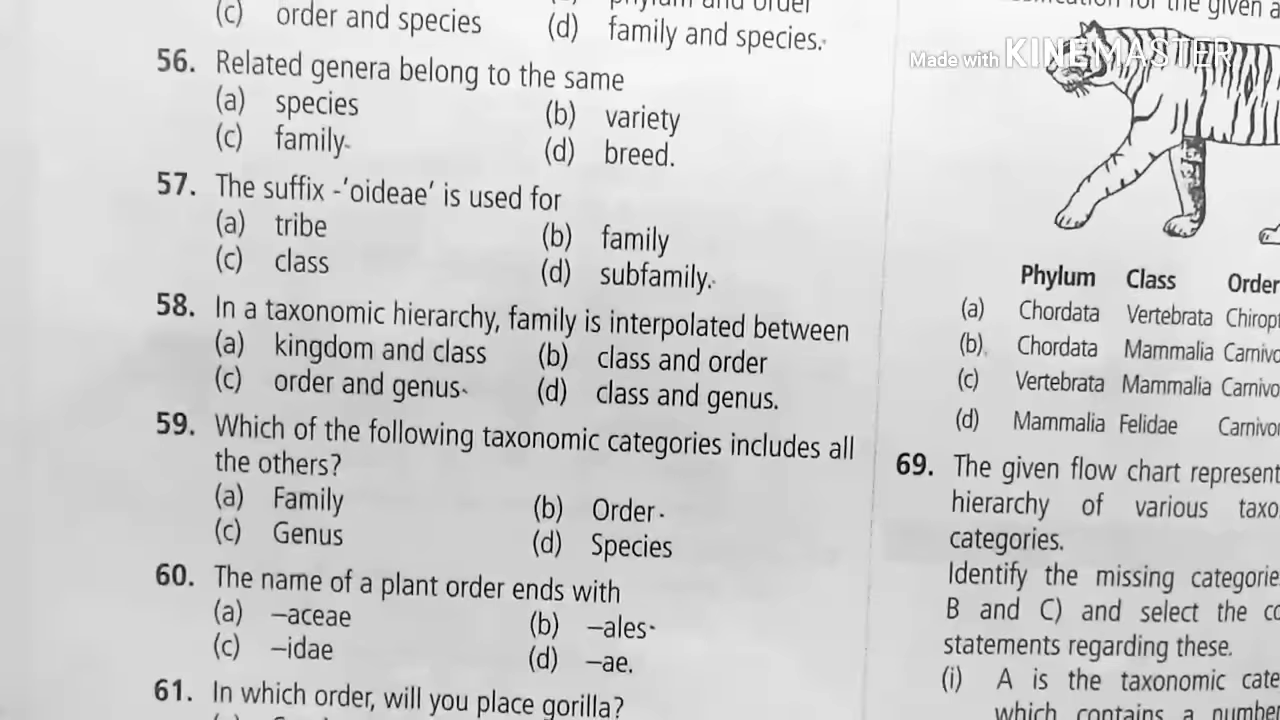 (c) order and species
(d) family and species.
56. Related genera belong to the same
(a) species
(b) variety
(c) family
(d) breed.
57. The suffix -'oideae' is used for
(a) tribe
(b) family
(c) class
(d) subfamily.
58. In a taxonomic hierarchy, family is interpolated between
(a) kingdom and class
(b) class and order
(c) order and genus
(d) class and genus.
59. Which of the following taxonomic categories includes all
the others?
(a) Family
(b) Order
(c) Genus
(d) Species
60. The name of a plant order ends with
(a) –aceae
(b) –ales
(c) –idae
(d) –ae.
61. In which order, will you place gorilla?
for the given
Made with KINEMASTER
Phylum Class Order
(a) Chordata Vertebrata
(b) Chordata Mammalia
(c) Vertebrata Mammalia
(d) Mammalia Felidae
69. The given flow chart
hierarchy of various
categories.
Identify the missing
B and C) and select the
statements regarding these.
(i) A is the taxonomic
which contains a